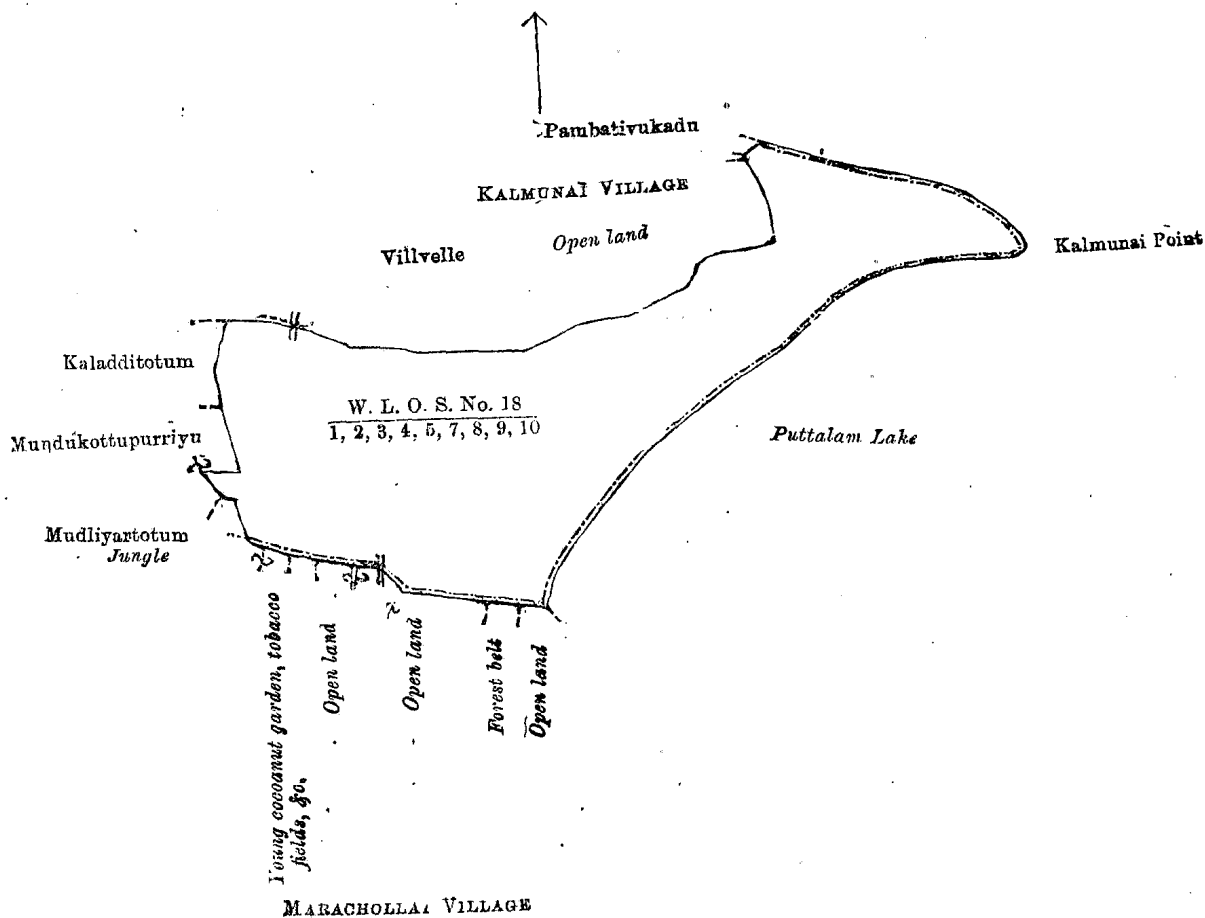 Pambativukadu
KALMUNAI VILLAGE
Open land
Villvelle
Kalmunai Point
Kaladditotum
W. L. O. S. No. 18
1, 2, 3, 4, 5, 7, 8, 9, 10
Mundukottupurriyu
Puttalam Lake
Mudliyartotum
Jungle
Young cocoanut garden, tobacco
fields, &c.
Open land
Open land
Forest belt
Open land
MARACHOLLAI VILLAGE